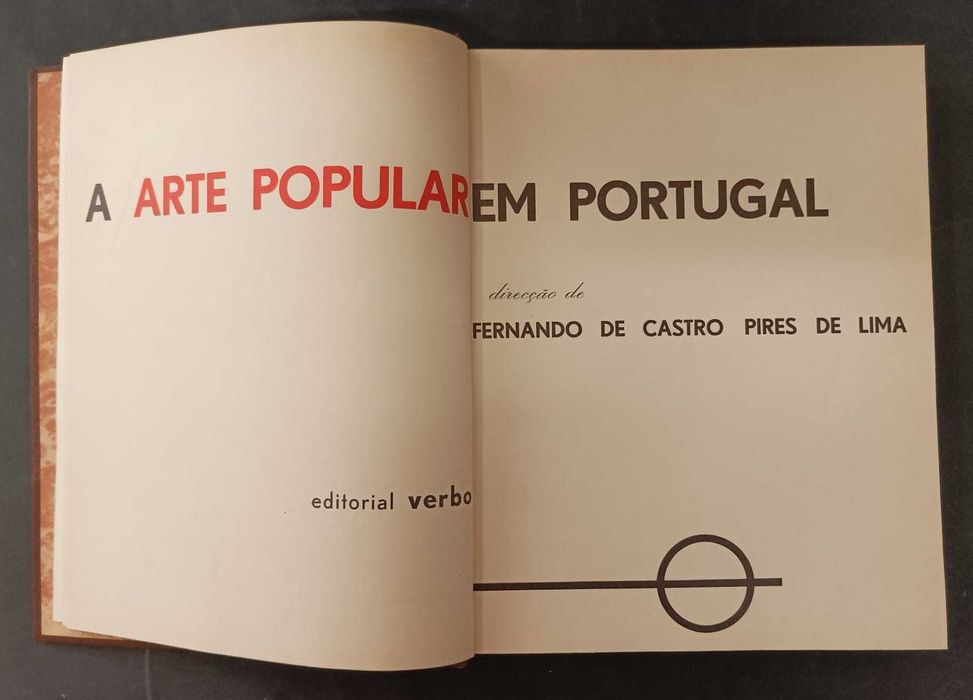 A ARTE POPULAR EM PORTUGAL
direcção de
FERNANDO DE CASTRO PIRES DE LIMA
editorial verbo